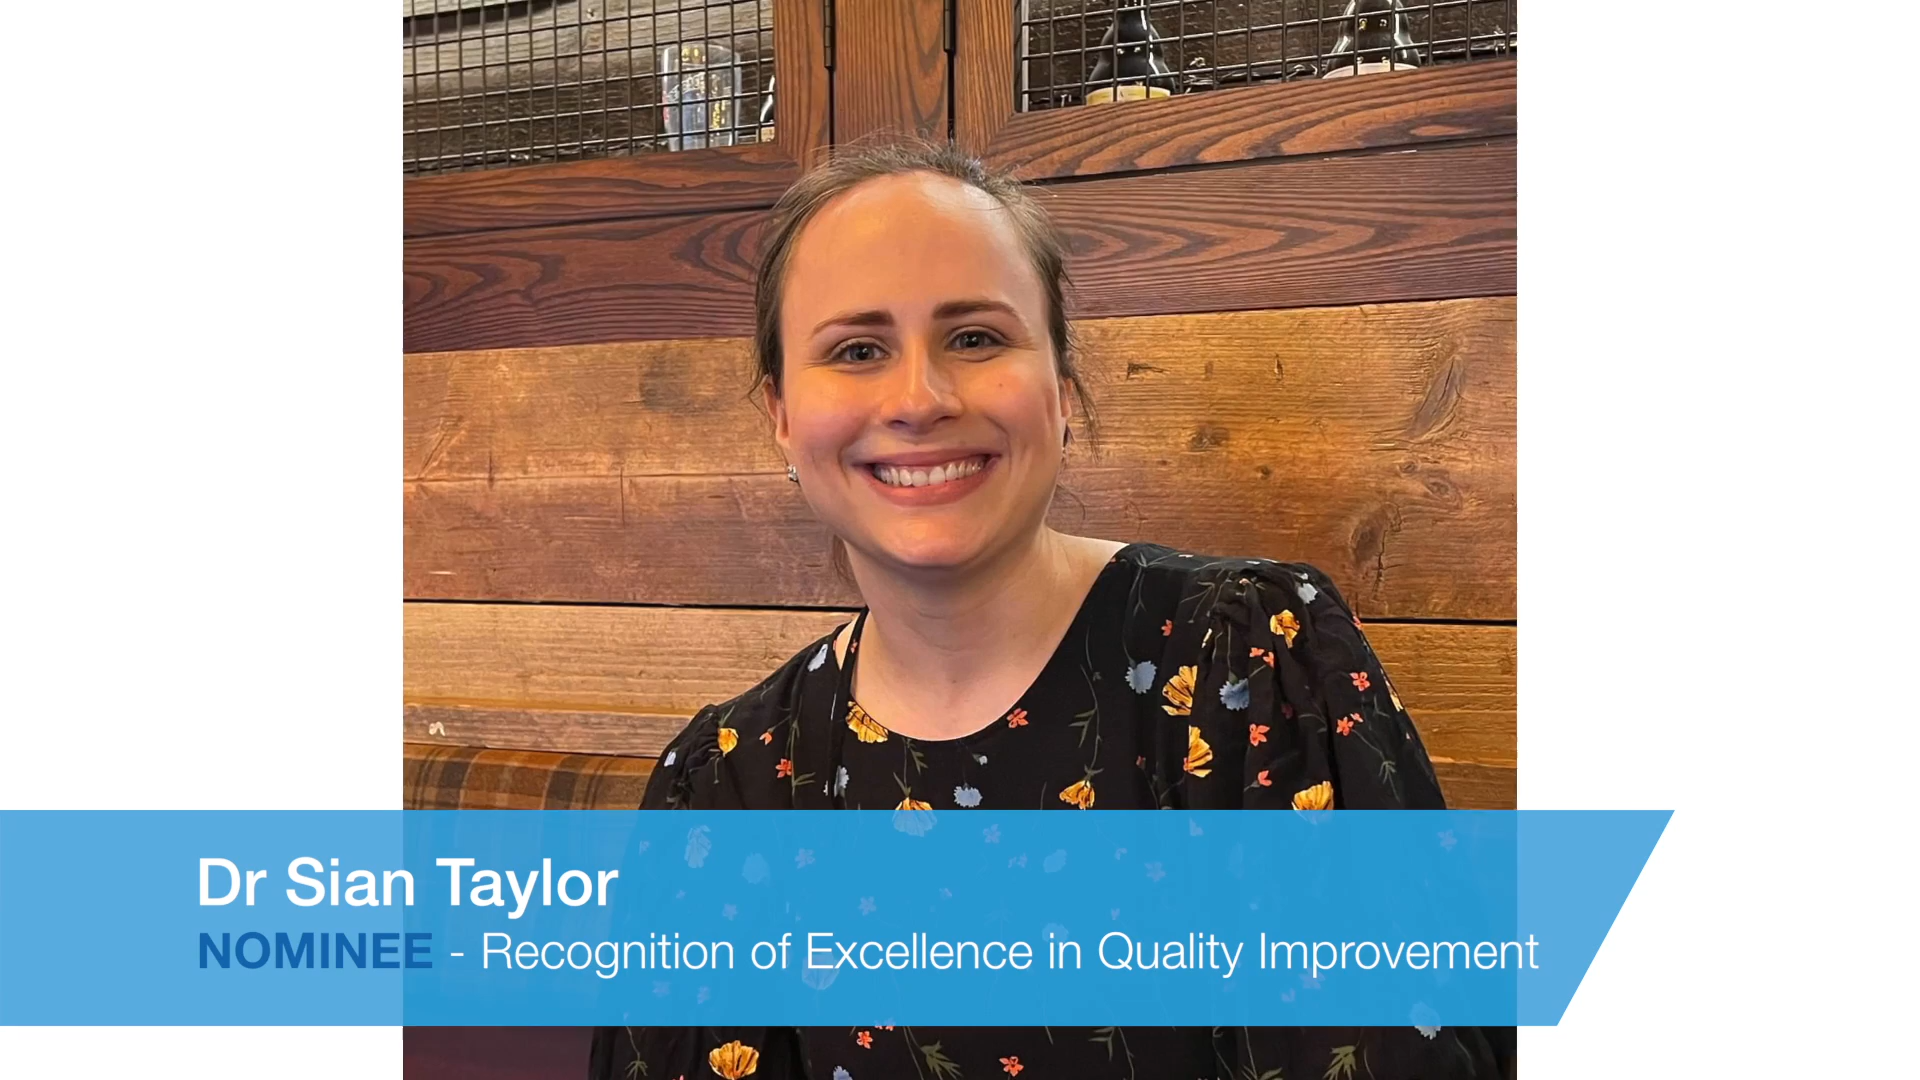 Dr Sian Taylor
NOMINEE - Recognition of Excellence in Quality Improvement